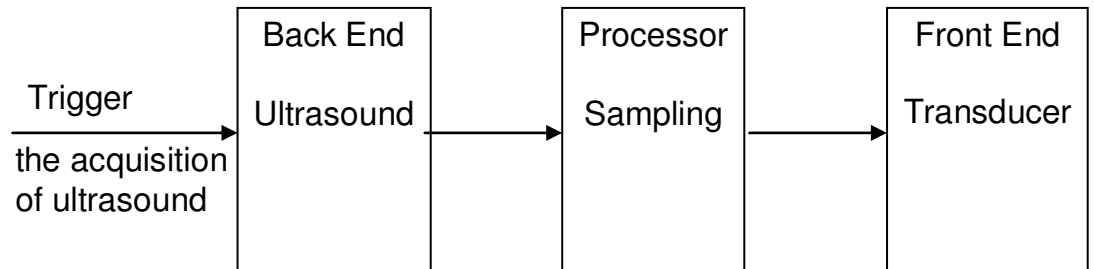 Trigger
the acquisition
of ultrasound
Back End
Ultrasound
Processor
Sampling
Front End
Transducer